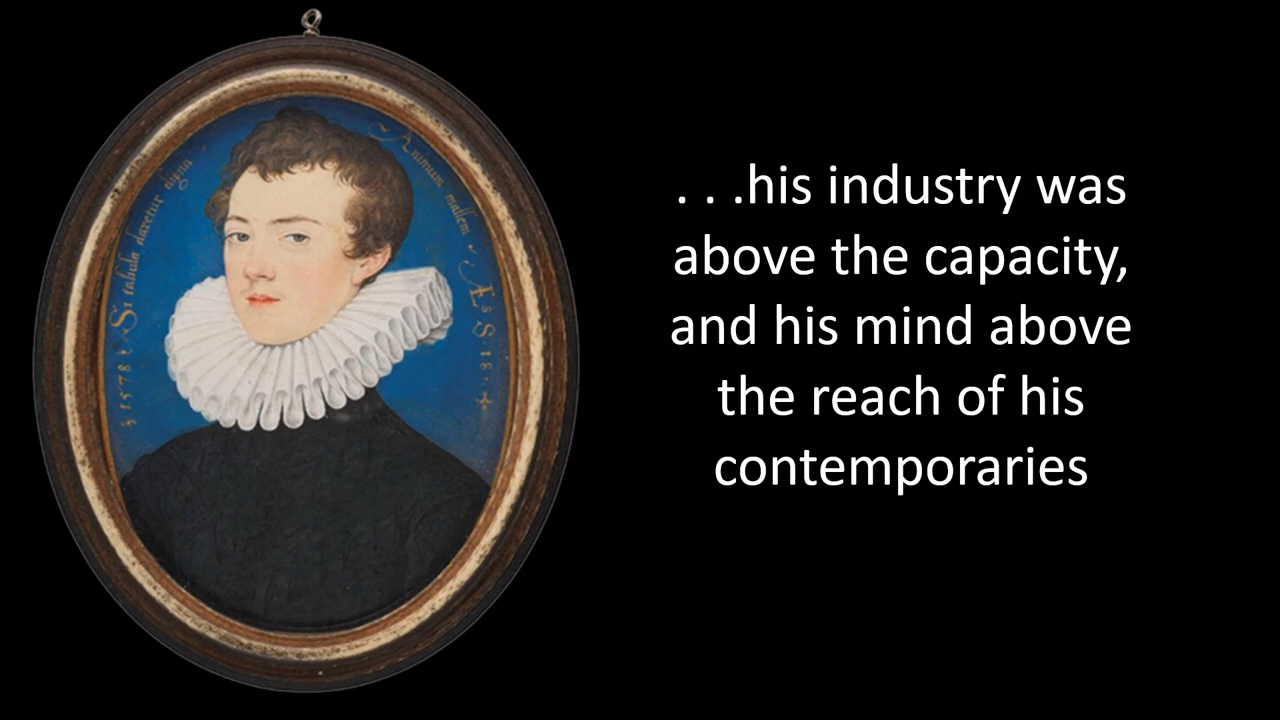 1578 Si tabula daretur digna
Animum mallem Æs S 18.
. . .his industry was
above the capacity,
and his mind above
the reach of his
contemporaries